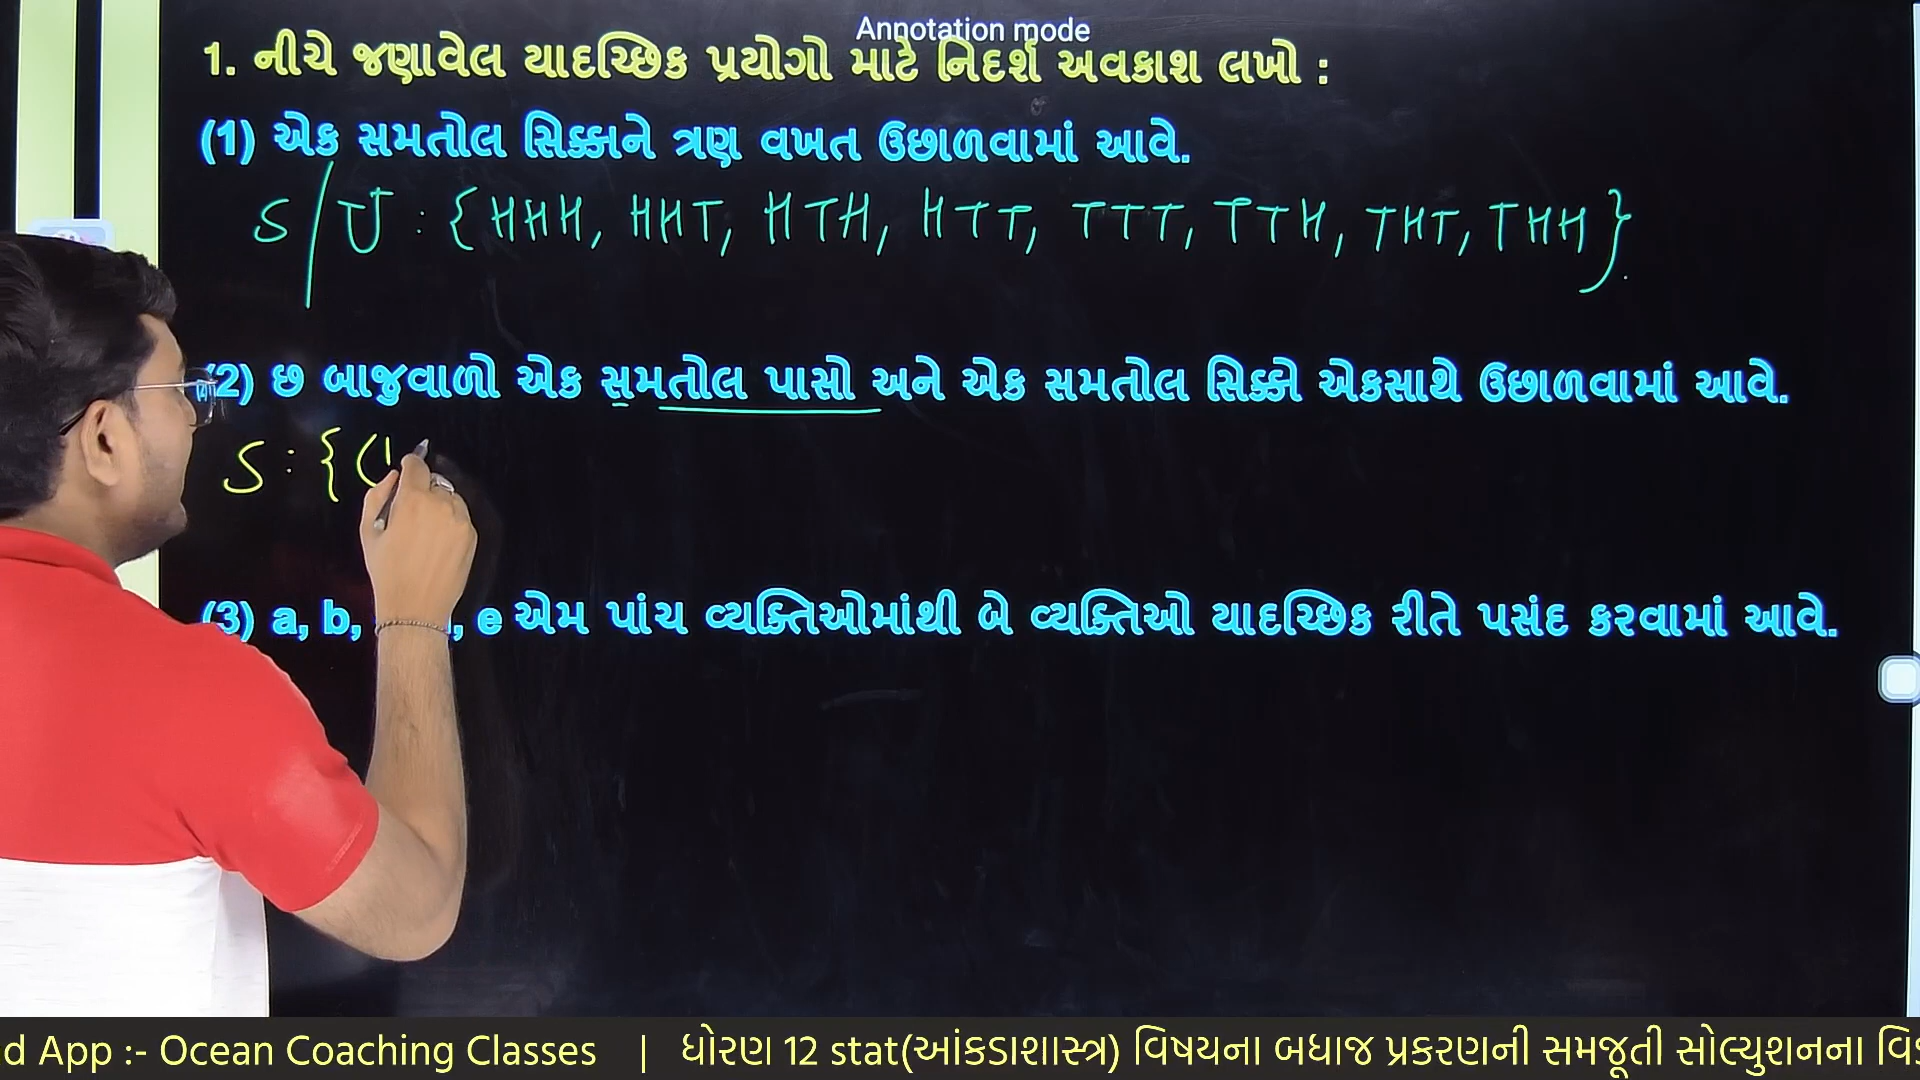 Annotation mode
1. નીચે જણાવેલ યાદચ્છિક પ્રયોગો માટે નિદર્શ અવકાશ લખો :
(1) એક સમતોલ સિક્કાને ત્રણ વખત ઉછાળવામાં આવે.
S / U : {HHH, HHT, HTH, HTT, TTT, TTH, THT, THH}.
(2) છ બાજુવાળો એક સમતોલ પાસો અને એક સમતોલ સિક્કો એકસાથે ઉછાળવામાં આવે.
S : {(1
(3) a, b, , e એમ પાંચ વ્યક્તિઓમાંથી બે વ્યક્તિઓ યાદચ્છિક રીતે પસંદ કરવામાં આવે.
d App :- Ocean Coaching Classes | ધોરણ 12 stat(આંકડાશાસ્ત્ર) વિષયના બધાજ પ્રકરણની સમજૂતી સોલ્યુશનના